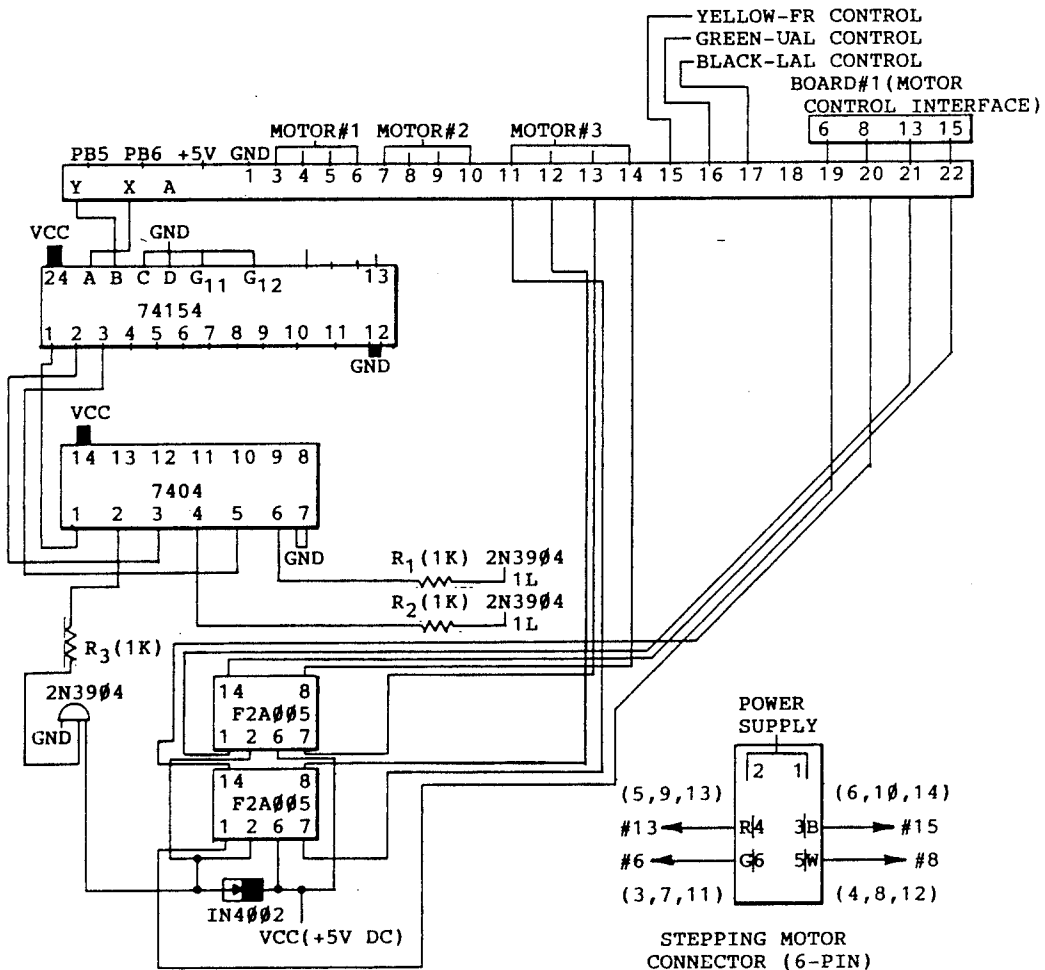 YELLOW-FR CONTROL
GREEN-UAL CONTROL
BLACK-LAL CONTROL
BOARD#1(MOTOR
CONTROL INTERFACE)
6 8 13 15
MOTOR#1 MOTOR#2 MOTOR#3
PB5 PB6 +5V GND
1 3 4 5 6 7 8 9 10 11 12 13 14 15 16 17 18 19 20 21 22
Y X A
VCC GND
24 A B C D G11 G12 13
74154
1 2 3 4 5 6 7 8 9 10 11 12
GND
VCC
14 13 12 11 10 9 8
7404
1 2 3 4 5 6 7
GND
R1(1K) 2N3904
1L
R2(1K) 2N3904
1L
R3(1K)
2N3904
GND
14 8
F2A005
1 2 6 7
14 8
F2A005
1 2 6 7
IN4002
VCC(+5V DC)
POWER
SUPPLY
2 1
(5,9,13) (6,10,14)
#13 R4 3B #15
#6 G6 5W #8
(3,7,11) (4,8,12)
STEPPING MOTOR
CONNECTOR (6-PIN)